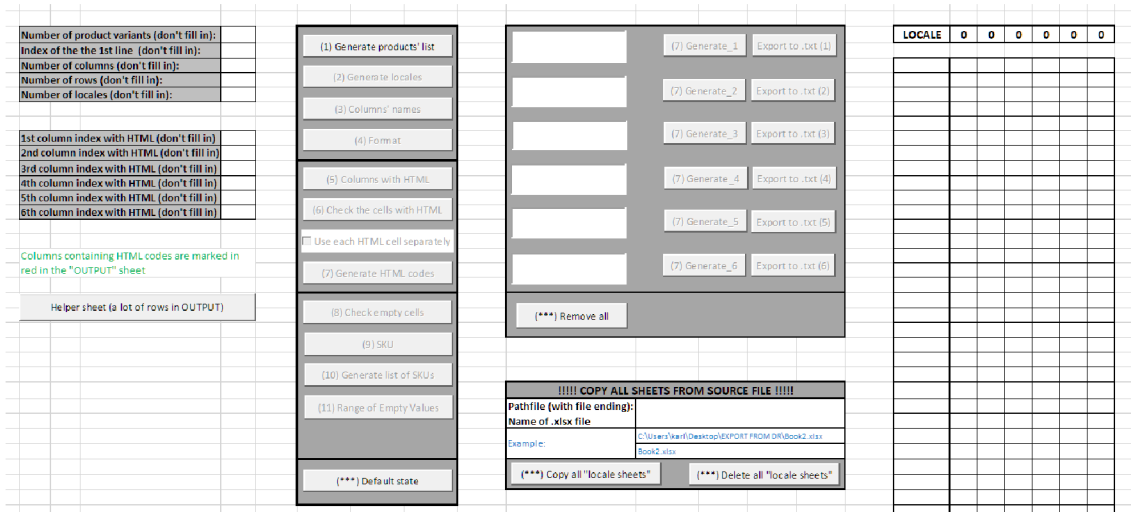 Number of product variants (don't fill in):
Index of the the 1st line (don't fill in):
Number of columns (don't fill in):
Number of rows (don't fill in):
Number of locales (don't fill in):
1st column index with HTML (don't fill in)
2nd column index with HTML (don't fill in)
3rd column index with HTML (don't fill in)
4th column index with HTML (don't fill in)
5th column index with HTML (don't fill in)
6th column index with HTML (don't fill in)
Columns containing HTML codes are marked in
red in the "OUTPUT" sheet
Helper sheet (a lot of rows in OUTPUT)
(1) Generate products' list
(2) Generate locales
(3) Columns' names
(4) Format
(5) Columns with HTML
(6) Check the cells with HTML
Use each HTML cell separately
(7) Generate HTML codes
(8) Check empty cells
(9) SKU
(10) Generate list of SKUs
(11) Range of Empty Values
(***) Default state
(7) Generate_1 Export to .txt (1)
(7) Generate_2 Export to .txt (2)
(7) Generate_3 Export to .txt (3)
(7) Generate_4 Export to .txt (4)
(7) Generate_5 Export to .txt (5)
(7) Generate_6 Export to .txt (6)
(***) Remove all
!!!!! COPY ALL SHEETS FROM SOURCE FILE !!!!!
Pathfile (with file ending):
Name of .xlsx file
Example: C:\Users\karl\Desktop\EXPORT FROM DR\Book2.xlsx
Book2.xlsx
(***) Copy all "locale sheets" (***) Delete all "locale sheets"
LOCALE 0 0 0 0 0 0